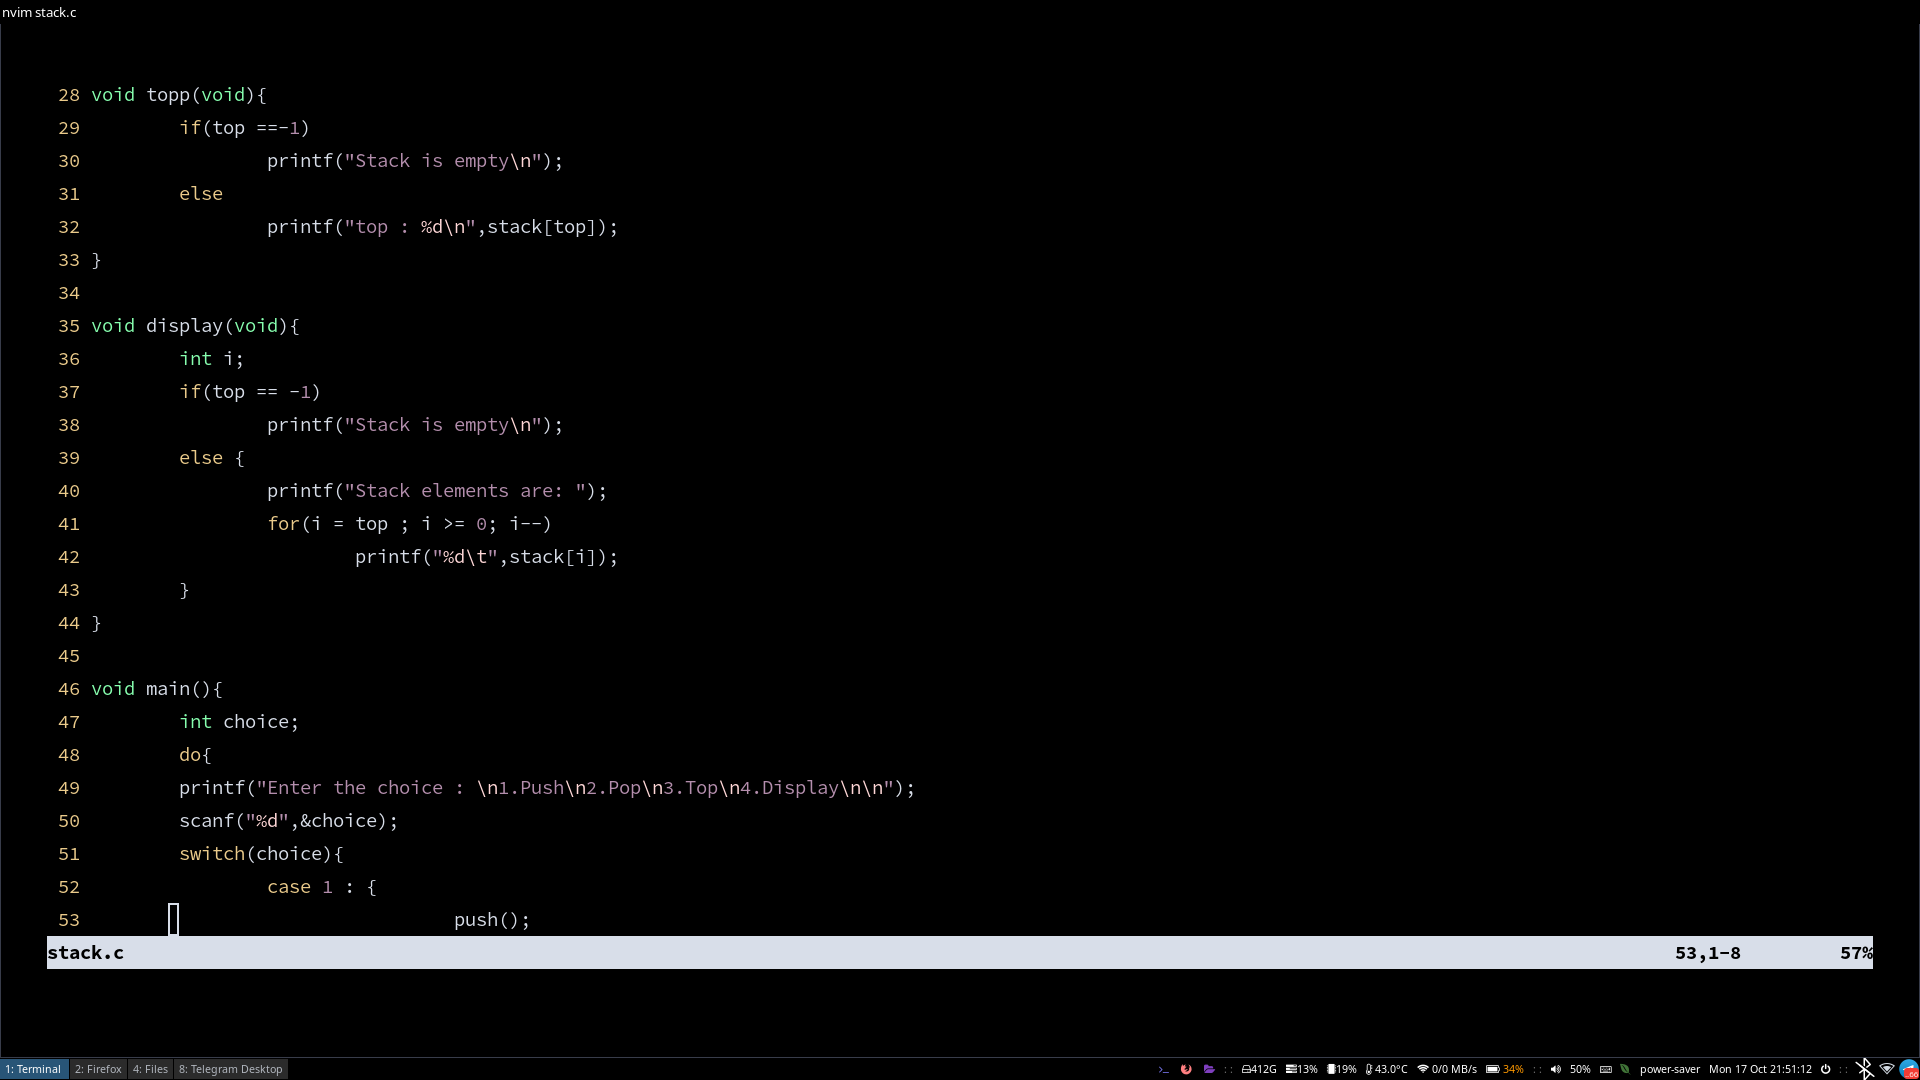 nvim stack.c
28 void topp(void){
29         if(top ==-1)
30                 printf("Stack is empty\n");
31         else
32                 printf("top : %d\n",stack[top]);
33 }
34
35 void display(void){
36         int i;
37         if(top == -1)
38                 printf("Stack is empty\n");
39         else {
40                 printf("Stack elements are: ");
41                 for(i = top ; i >= 0; i--)
42                         printf("%d\t",stack[i]);
43         }
44 }
45
46 void main(){
47         int choice;
48         do{
49         printf("Enter the choice : \n1.Push\n2.Pop\n3.Top\n4.Display\n\n");
50         scanf("%d",&choice);
51         switch(choice){
52                 case 1 : {
53                                  push();
stack.c 53,1-8 57%
1: Terminal 2: Firefox 4: Files 8: Telegram Desktop :: 412G 13% 19% 43.0°C 0/0 MB/s 34% :: 50% power-saver Mon 17 Oct 21:51:12 ::